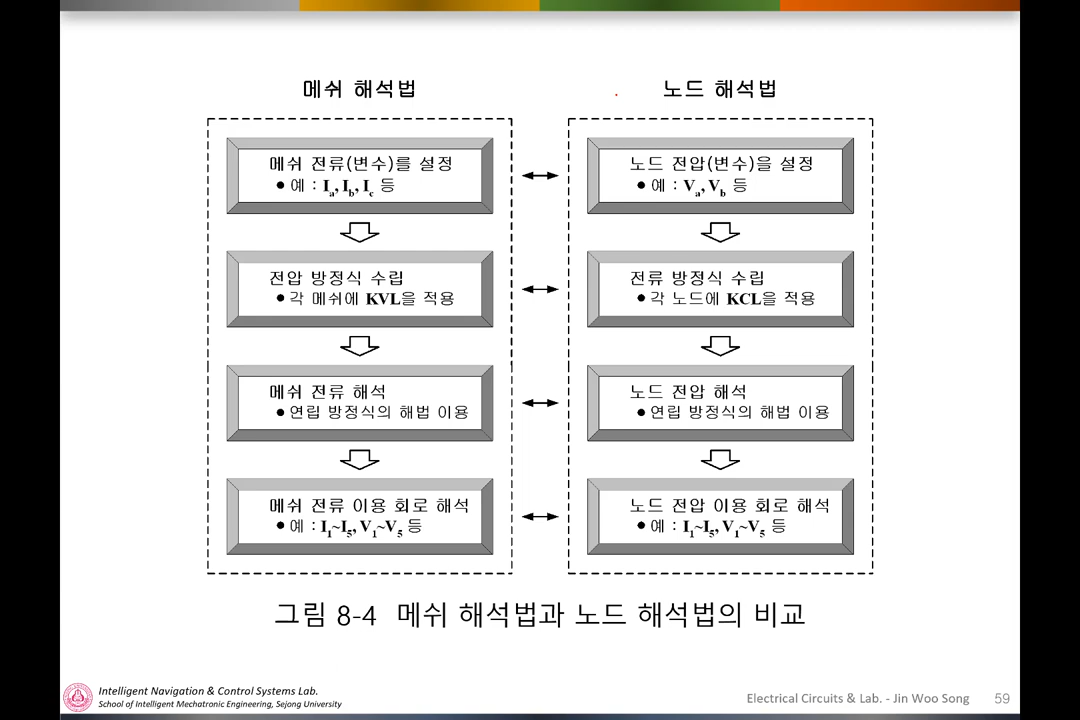 메쉬 해석법
메쉬 전류(변수)를 설정
● 예 : Ia, Ib, Ic 등
전압 방정식 수립
● 각 메쉬에 KVL을 적용
메쉬 전류 해석
● 연립 방정식의 해법 이용
메쉬 전류 이용 회로 해석
● 예 : I1~I5, V1~V5 등
노드 해석법
노드 전압(변수)을 설정
● 예 : Va, Vb 등
전류 방정식 수립
● 각 노드에 KCL을 적용
노드 전압 해석
● 연립 방정식의 해법 이용
노드 전압 이용 회로 해석
● 예 : I1~I5, V1~V5 등
그림 8-4 메쉬 해석법과 노드 해석법의 비교
Intelligent Navigation & Control Systems Lab.
School of Intelligent Mechatronic Engineering, Sejong University
Electrical Circuits & Lab. - Jin Woo Song 59